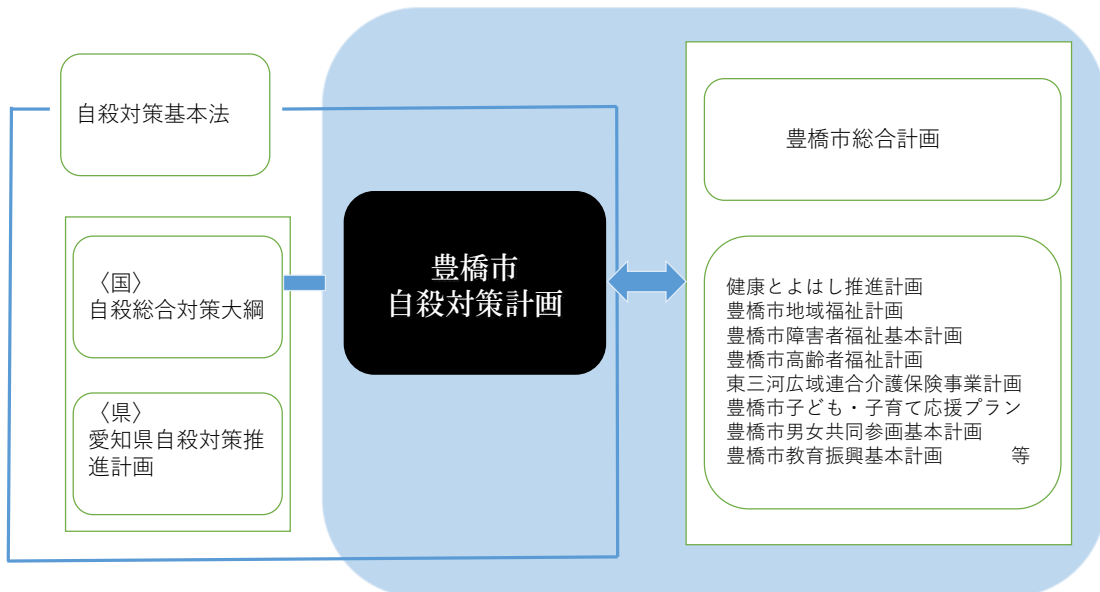 自殺対策基本法
〈国〉
自殺総合対策大綱
〈県〉
愛知県自殺対策推
進計画
豊橋市
自殺対策計画
豊橋市総合計画
健康とよはし推進計画
豊橋市地域福祉計画
豊橋市障害者福祉基本計画
豊橋市高齢者福祉計画
東三河広域連合介護保険事業計画
豊橋市子ども・子育て応援プラン
豊橋市男女共同参画基本計画
豊橋市教育振興基本計画 等